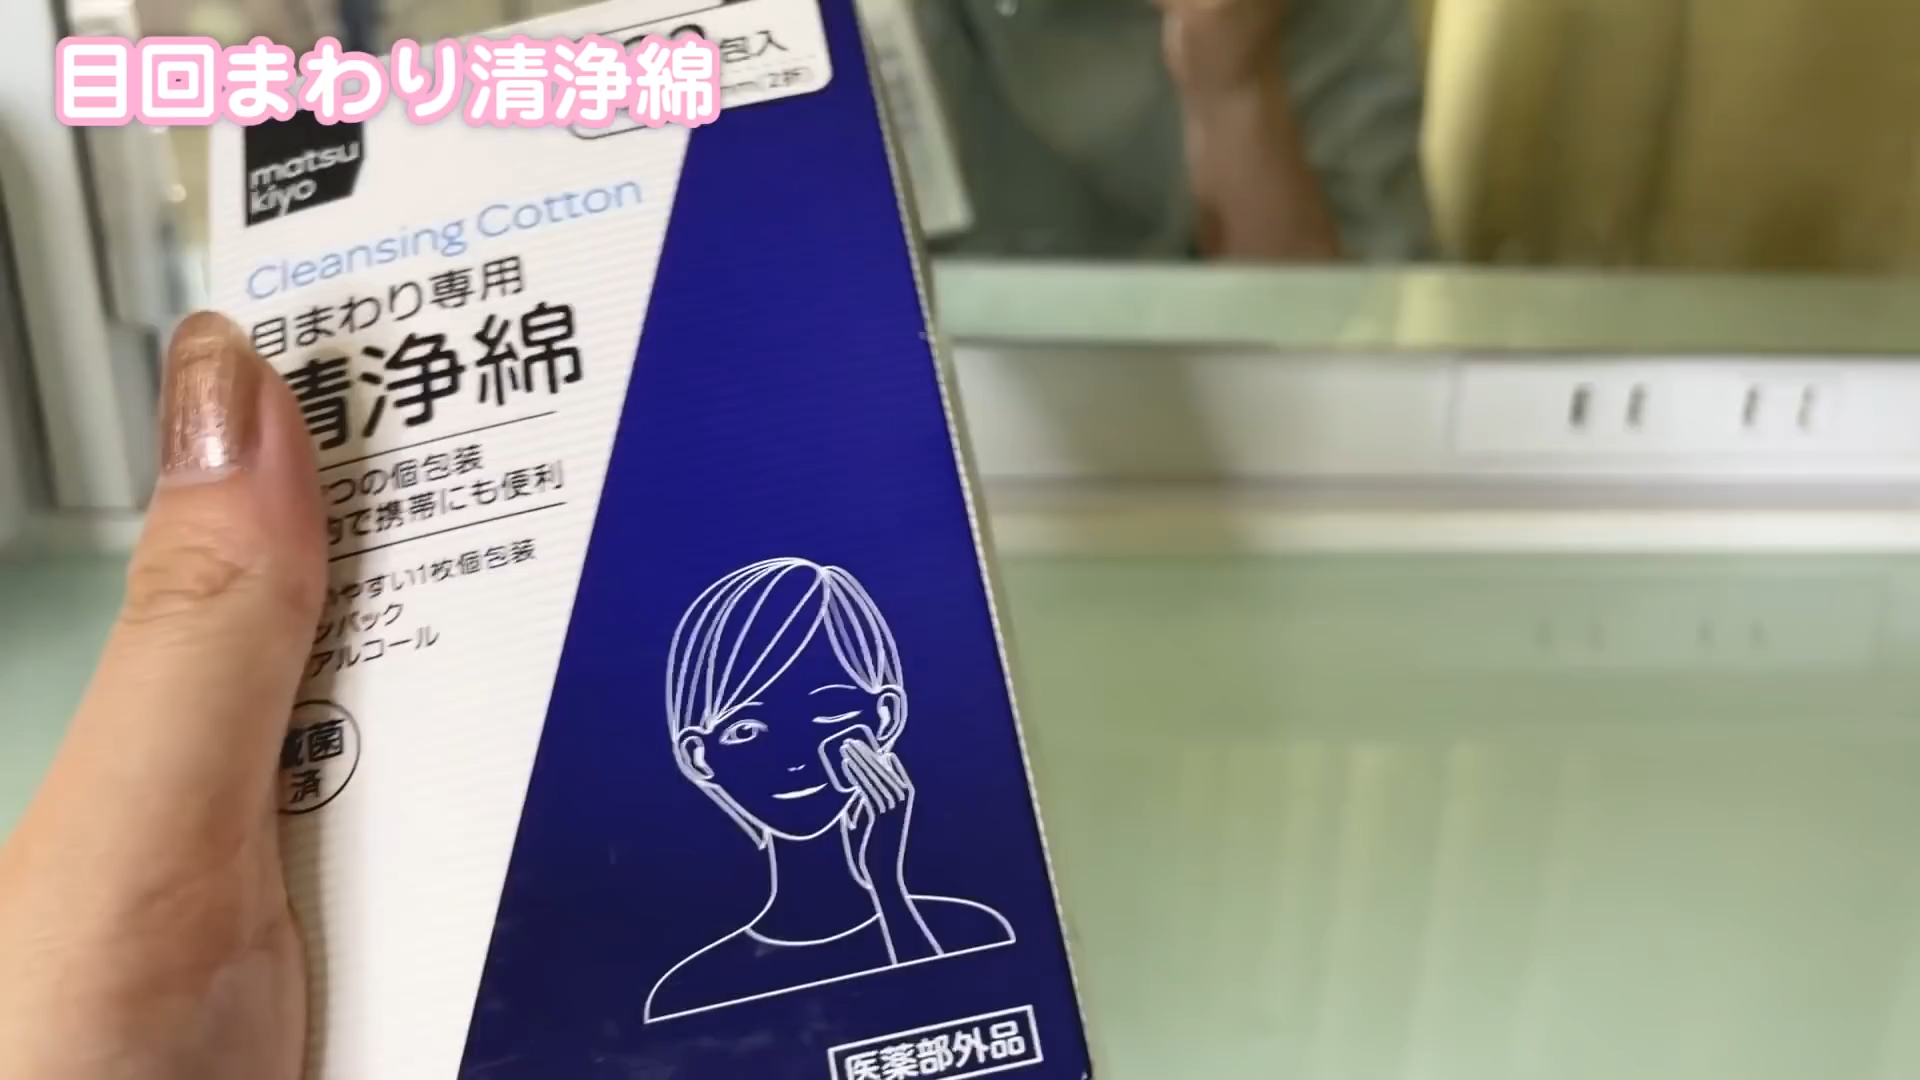 目回まわり清浄綿
包入
matsu
kiyo
Cleansing Cotton
目まわり専用
清浄綿
つの個包装
で携帯にも便利
やすい1枚個包装
パック
アルコール
滅菌
済
医薬部外品